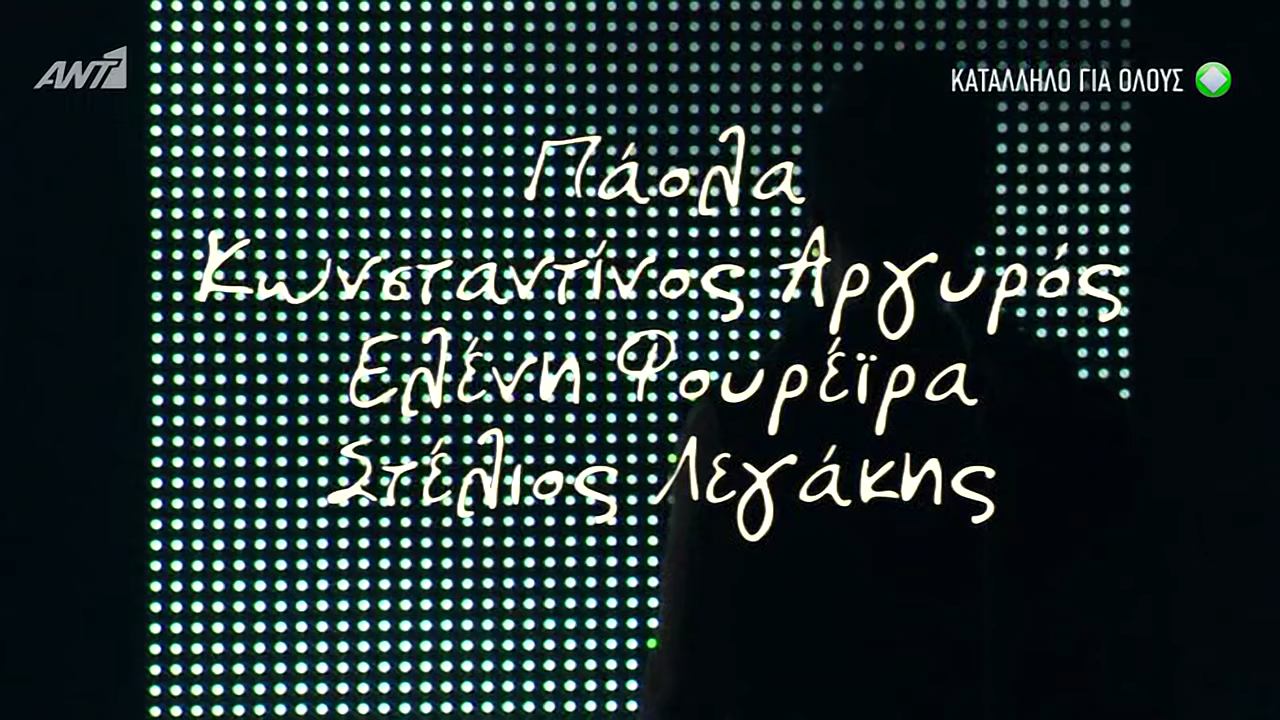 ANT1
ΚΑΤΑΛΛΗΛΟ ΓΙΑ ΟΛΟΥΣ
Πάολα
Κωνσταντίνος Αργυρός
Ελένη Φουρέϊρα
Στέλιος Λεγάκης